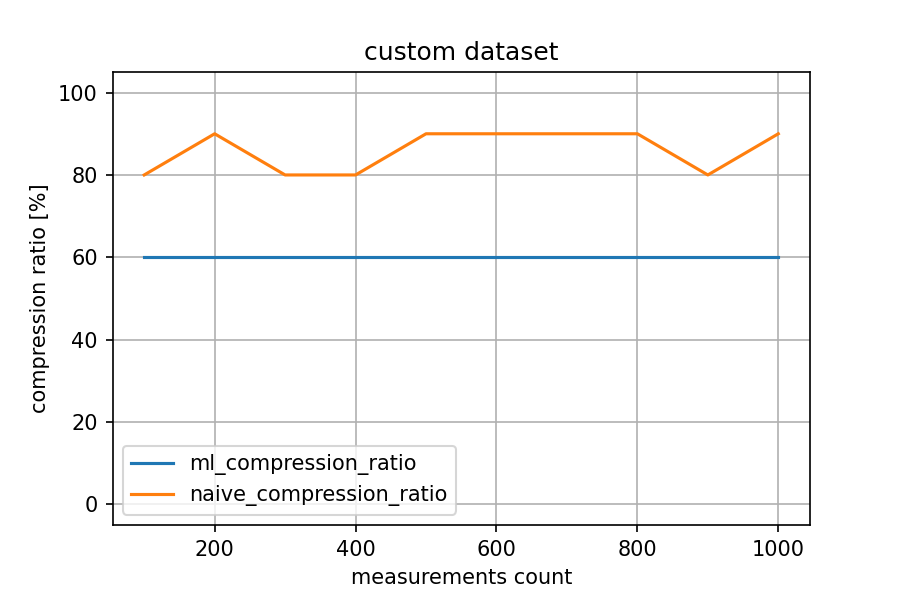 custom dataset
100
80
60
40
20
0
compression ratio [%]
ml_compression_ratio
naive_compression_ratio
200 400 600 800 1000
measurements count